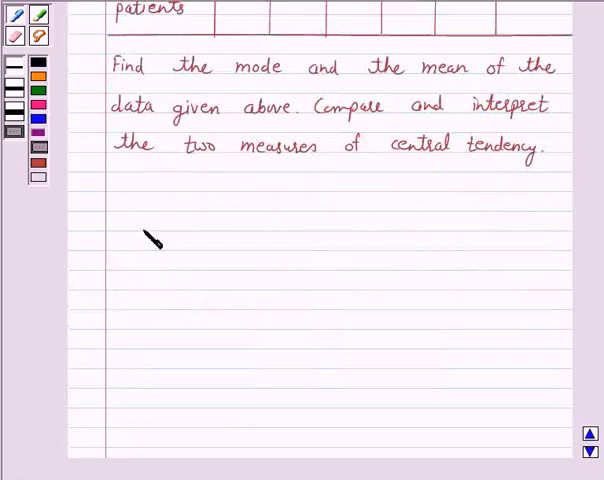 patients
Find the mode and the mean of the
data given above. Compare and interpret
the two measures of central tendency.